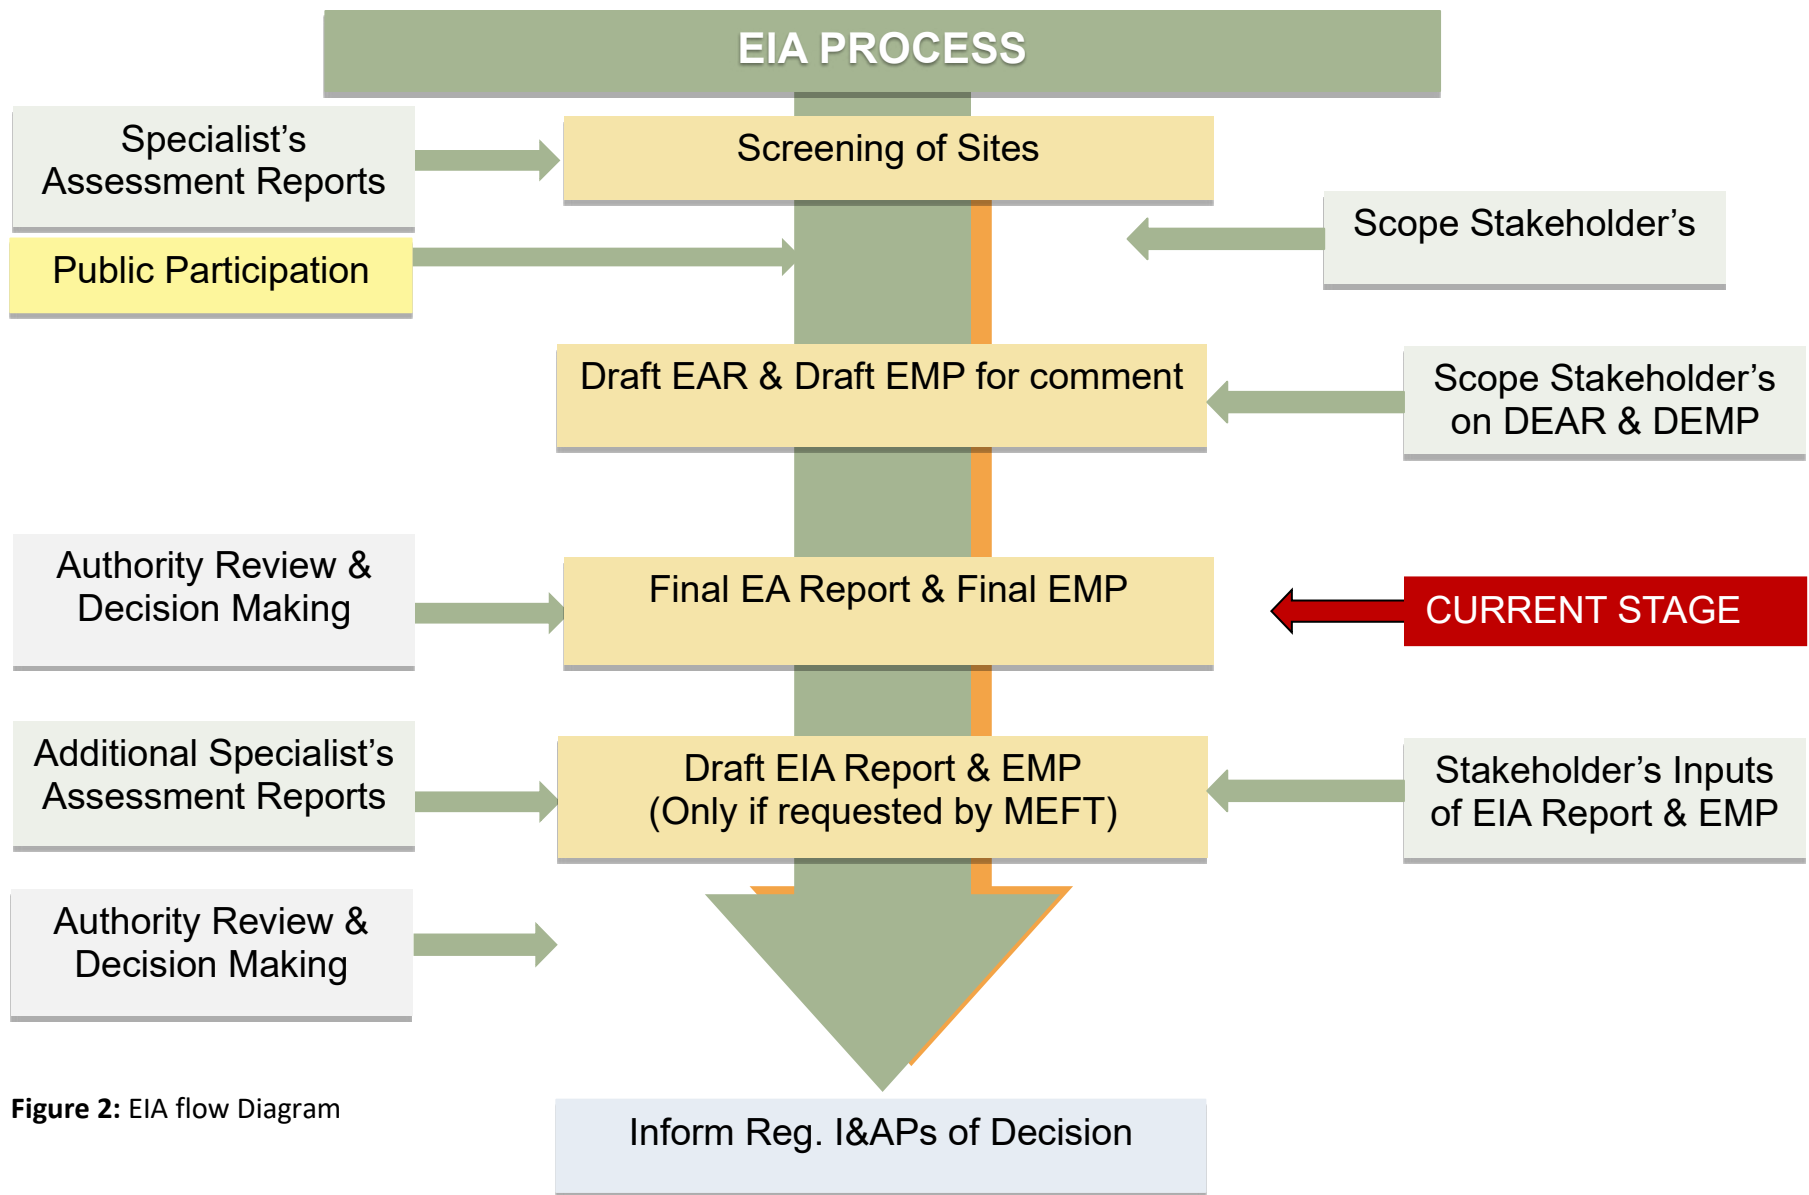 EIA PROCESS
Specialist’s
Assessment Reports
Screening of Sites
Scope Stakeholder’s
Public Participation
Draft EAR & Draft EMP for comment
Scope Stakeholder’s
on DEAR & DEMP
Authority Review &
Decision Making
Final EA Report & Final EMP
CURRENT STAGE
Additional Specialist’s
Assessment Reports
Draft EIA Report & EMP
(Only if requested by MEFT)
Stakeholder’s Inputs
of EIA Report & EMP
Authority Review &
Decision Making
Figure 2: EIA flow Diagram
Inform Reg. I&APs of Decision